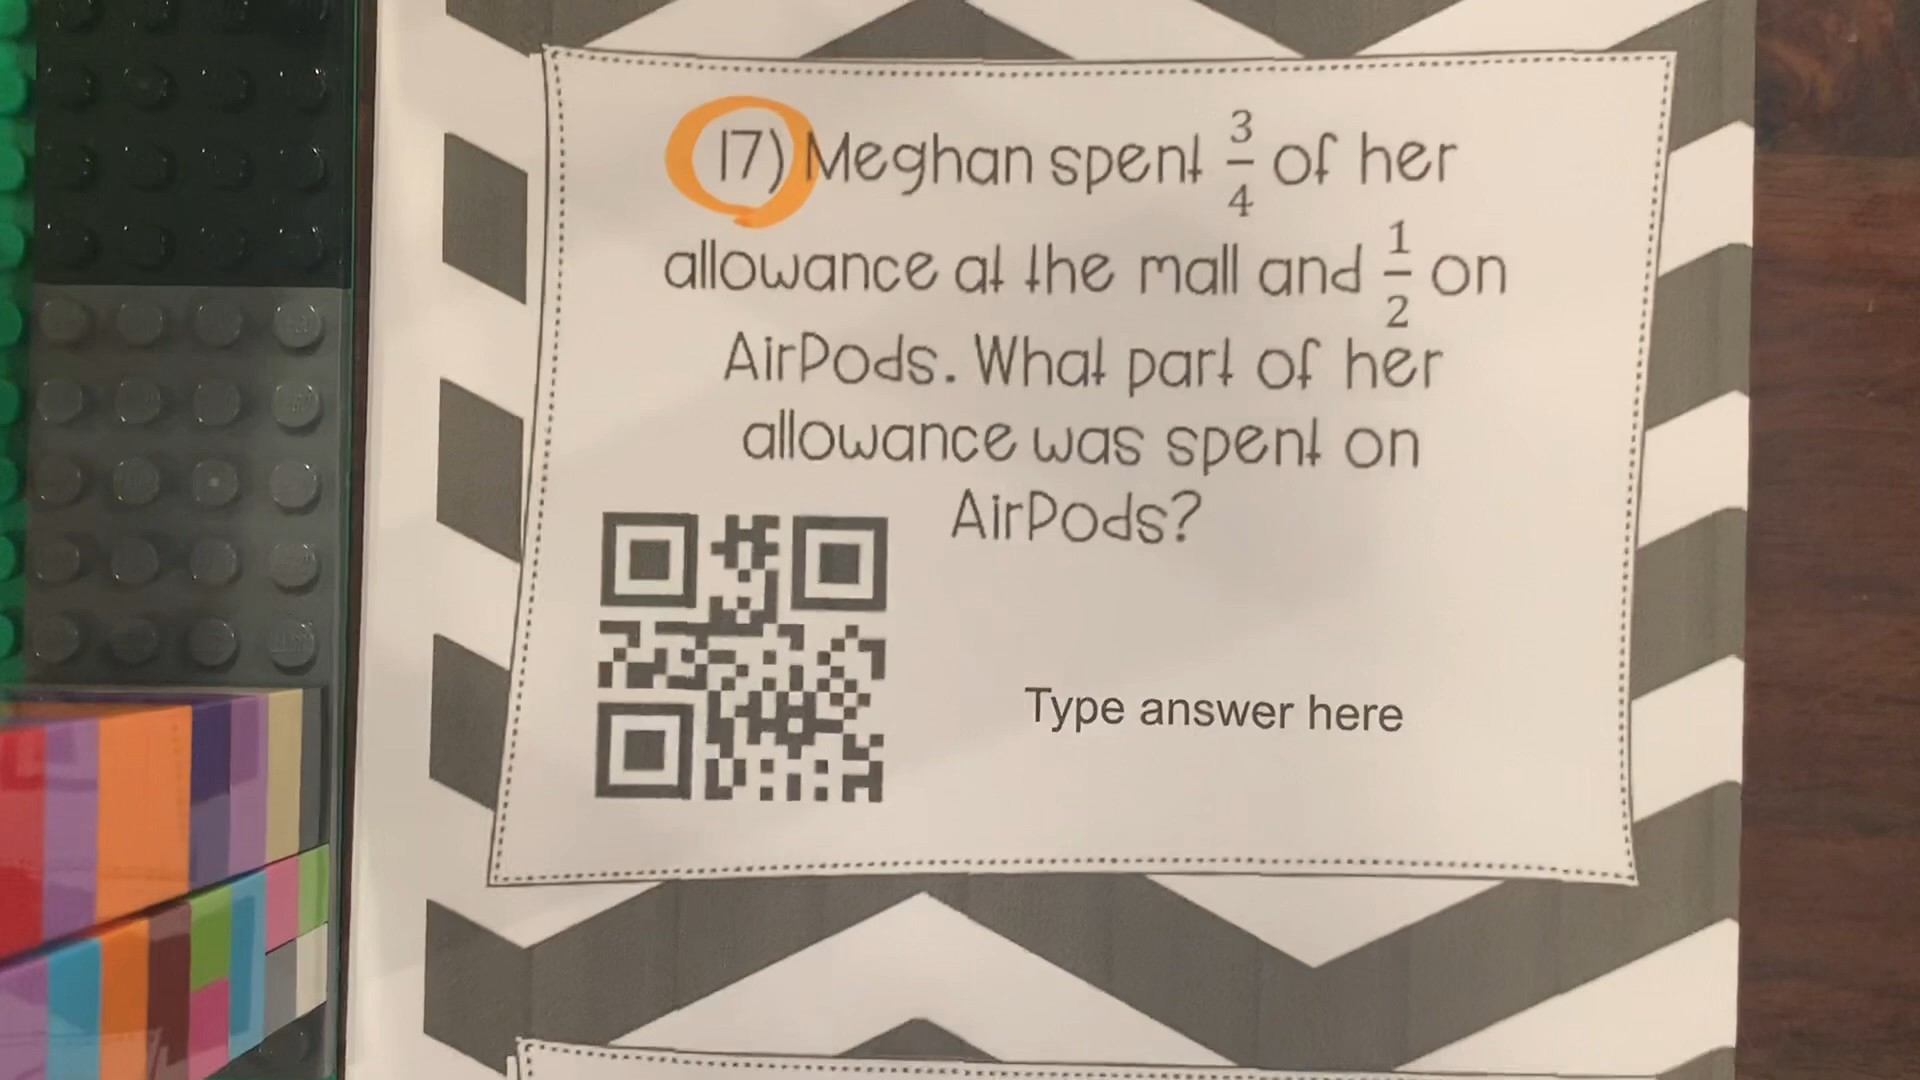 17) Meghan spent 3/4 of her
allowance at the mall and 1/2 on
AirPods. What part of her
allowance was spent on
AirPods?
Type answer here